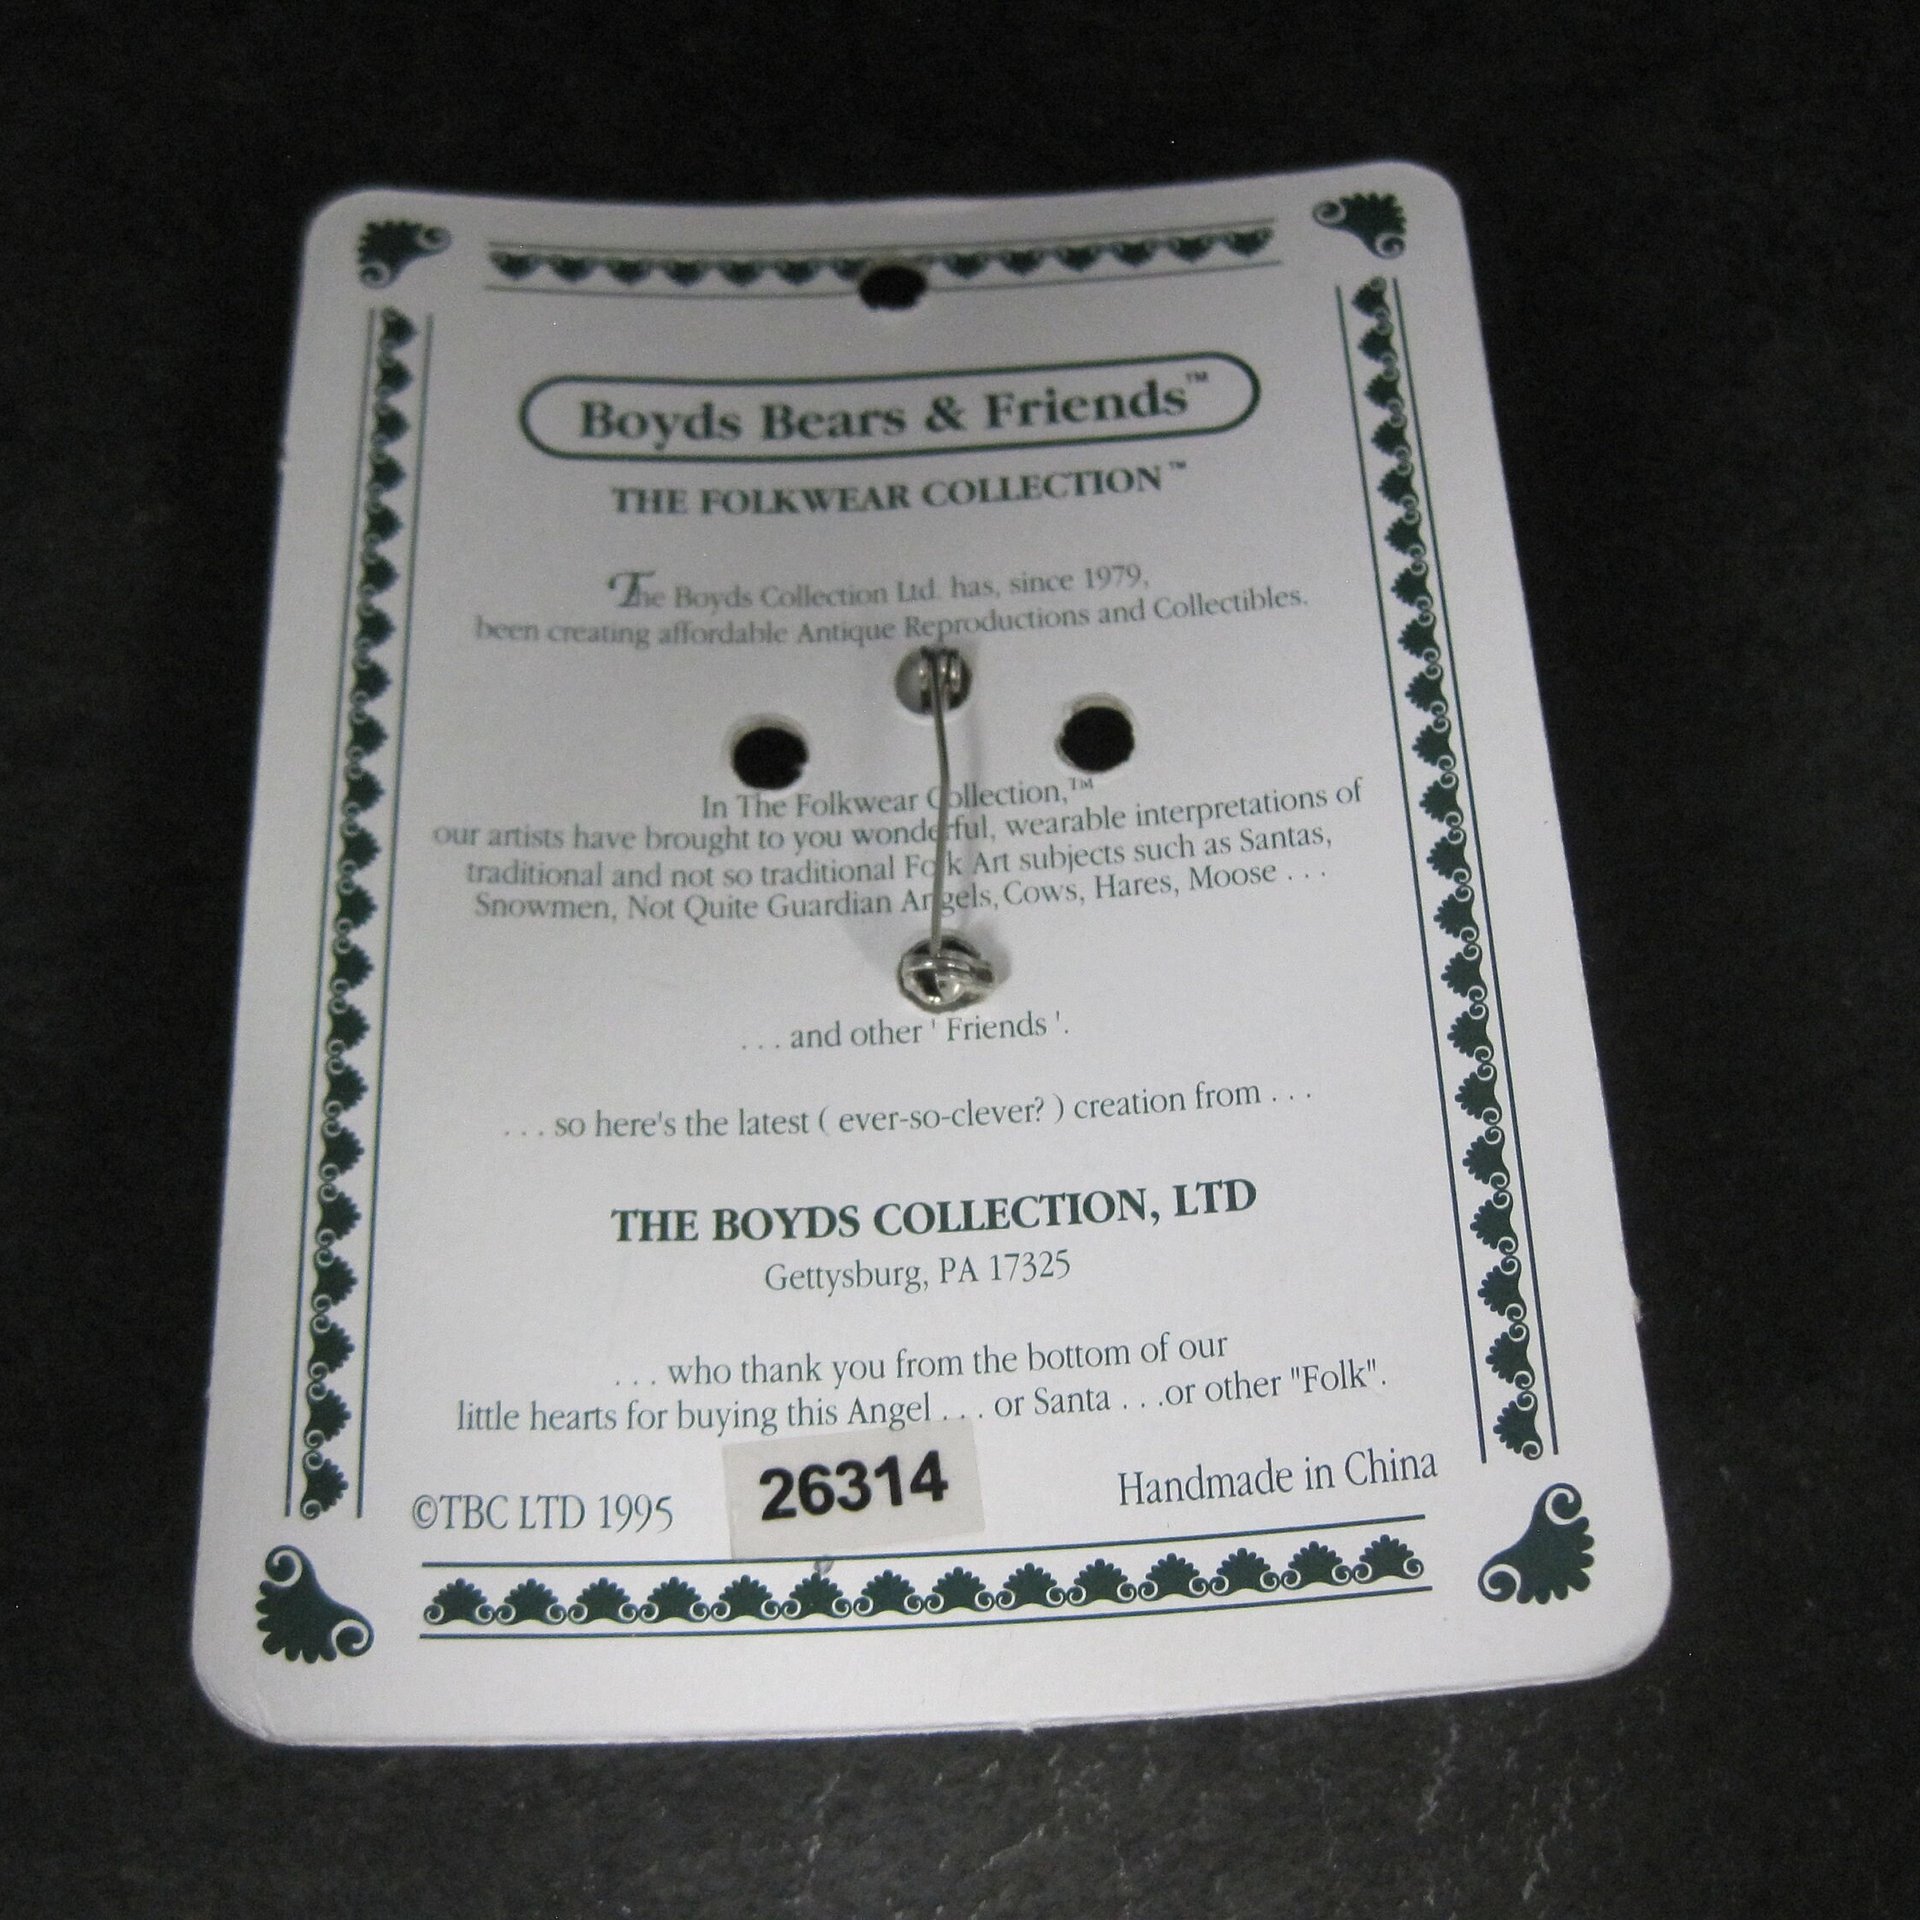 Boyds Bears & Friends™
THE FOLKWEAR COLLECTION™
The Boyds Collection Ltd. has, since 1979,
been creating affordable Antique Reproductions and Collectibles.
In The Folkwear Collection,™
our artists have brought to you wonderful, wearable interpretations of
traditional and not so traditional Folk Art subjects such as Santas,
Snowmen, Not Quite Guardian Angels, Cows, Hares, Moose . . .
. . . and other ' Friends '.
. . . so here's the latest ( ever-so-clever? ) creation from . . .
THE BOYDS COLLECTION, LTD
Gettysburg, PA 17325
. . . who thank you from the bottom of our
little hearts for buying this Angel . . . or Santa . . .or other "Folk".
©TBC LTD 1995 26314 Handmade in China